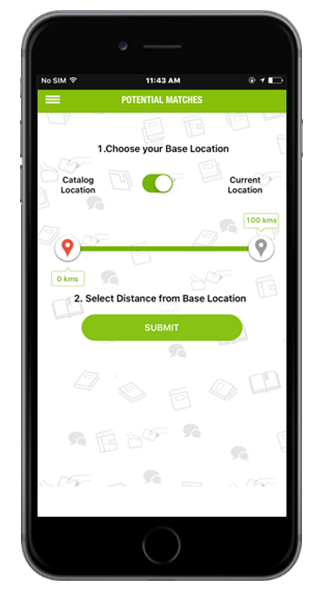 No SIM 11:43 AM
POTENTIAL MATCHES
1.Choose your Base Location
Catalog
Location
Current
Location
100 kms
0 kms
2. Select Distance from Base Location
SUBMIT